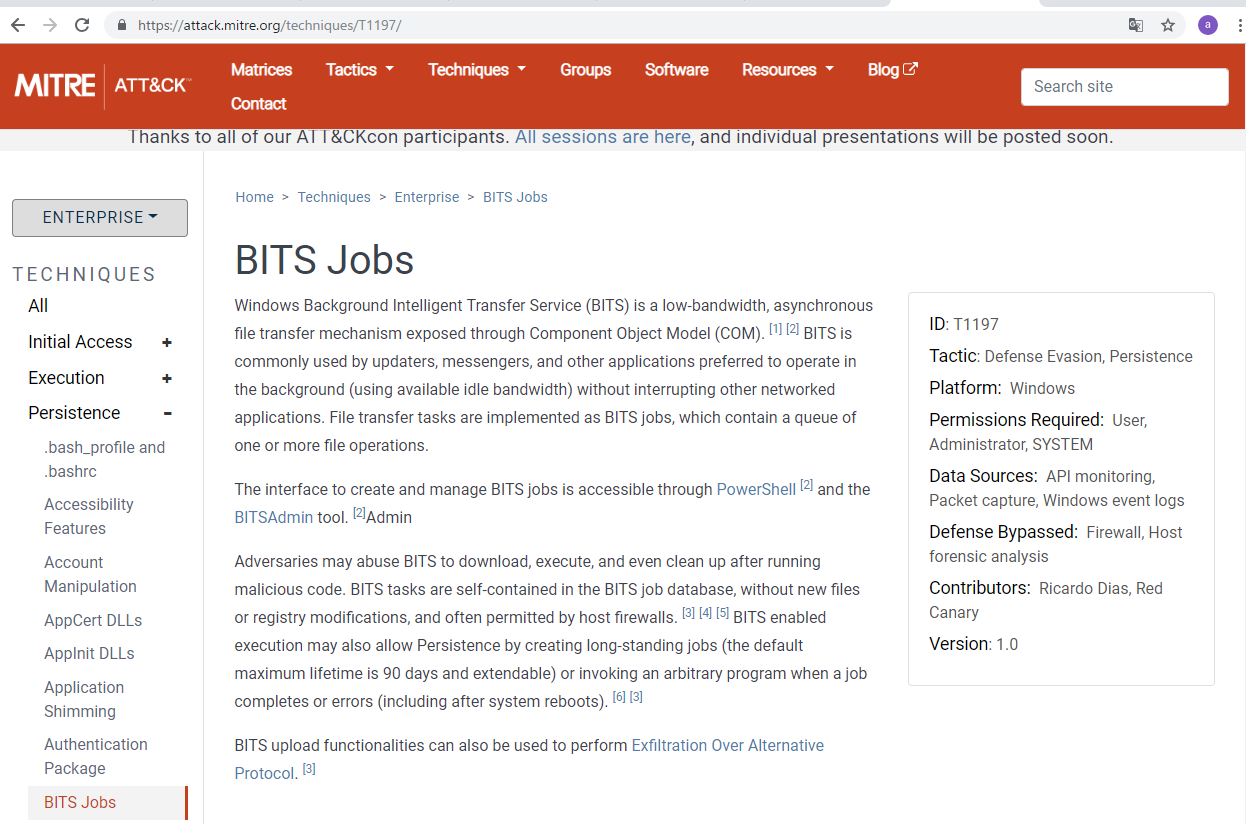 https://attack.mitre.org/techniques/T1197/
a
MITRE | ATT&CK™
Matrices Tactics Techniques Groups Software Resources Blog
Contact
Search site
Thanks to all of our ATT&CKcon participants. All sessions are here, and individual presentations will be posted soon.
ENTERPRISE
TECHNIQUES
All
Initial Access +
Execution +
Persistence -
.bash_profile and
.bashrc
Accessibility
Features
Account
Manipulation
AppCert DLLs
AppInit DLLs
Application
Shimming
Authentication
Package
BITS Jobs
Home > Techniques > Enterprise > BITS Jobs
BITS Jobs
Windows Background Intelligent Transfer Service (BITS) is a low-bandwidth, asynchronous
file transfer mechanism exposed through Component Object Model (COM). [1] [2] BITS is
commonly used by updaters, messengers, and other applications preferred to operate in
the background (using available idle bandwidth) without interrupting other networked
applications. File transfer tasks are implemented as BITS jobs, which contain a queue of
one or more file operations.
The interface to create and manage BITS jobs is accessible through PowerShell [2] and the
BITSAdmin tool. [2]Admin
Adversaries may abuse BITS to download, execute, and even clean up after running
malicious code. BITS tasks are self-contained in the BITS job database, without new files
or registry modifications, and often permitted by host firewalls. [3] [4] [5] BITS enabled
execution may also allow Persistence by creating long-standing jobs (the default
maximum lifetime is 90 days and extendable) or invoking an arbitrary program when a job
completes or errors (including after system reboots). [6] [3]
BITS upload functionalities can also be used to perform Exfiltration Over Alternative
Protocol. [3]
ID: T1197
Tactic: Defense Evasion, Persistence
Platform: Windows
Permissions Required: User,
Administrator, SYSTEM
Data Sources: API monitoring,
Packet capture, Windows event logs
Defense Bypassed: Firewall, Host
forensic analysis
Contributors: Ricardo Dias, Red
Canary
Version: 1.0